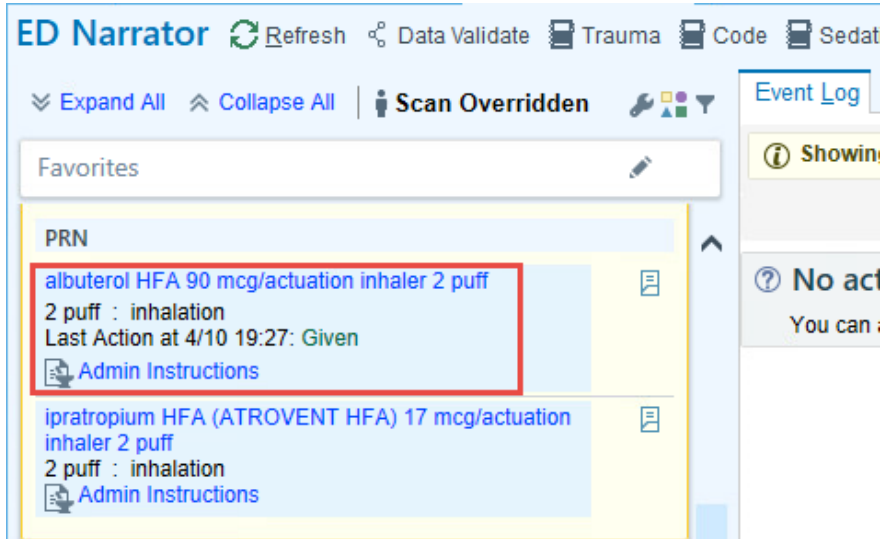 ED Narrator Refresh Data Validate Trauma Code
Expand All Collapse All Scan Overridden
Event Log
Favorites
PRN
albuterol HFA 90 mcg/actuation inhaler 2 puff
2 puff : inhalation
Last Action at 4/10 19:27: Given
Admin Instructions
ipratropium HFA (ATROVENT HFA) 17 mcg/actuation
inhaler 2 puff
2 puff : inhalation
Admin Instructions
No
You can